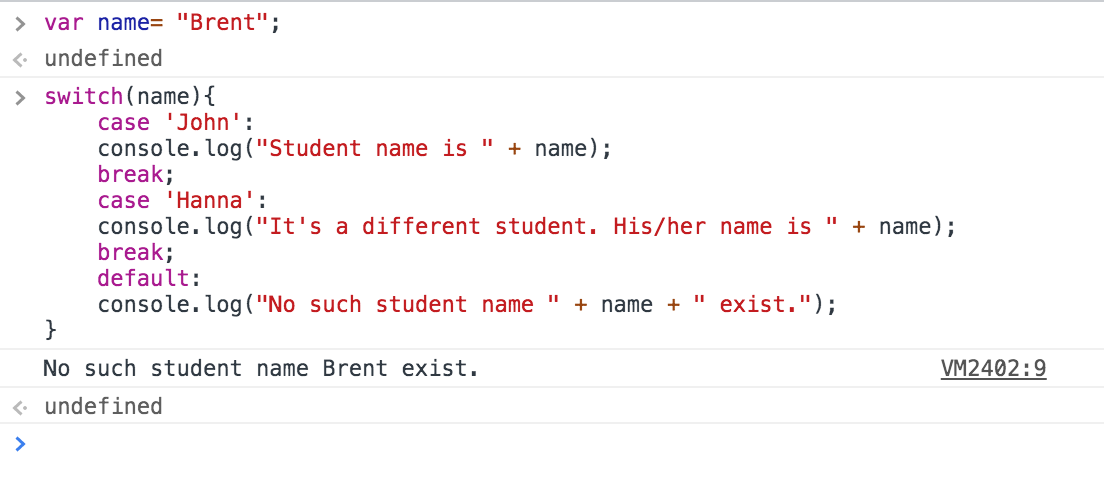 > var name= "Brent";
undefined
> switch(name){
    case 'John':
    console.log("Student name is " + name);
    break;
    case 'Hanna':
    console.log("It's a different student. His/her name is " + name);
    break;
    default:
    console.log("No such student name " + name + " exist.");
}
No such student name Brent exist. VM2402:9
undefined
>